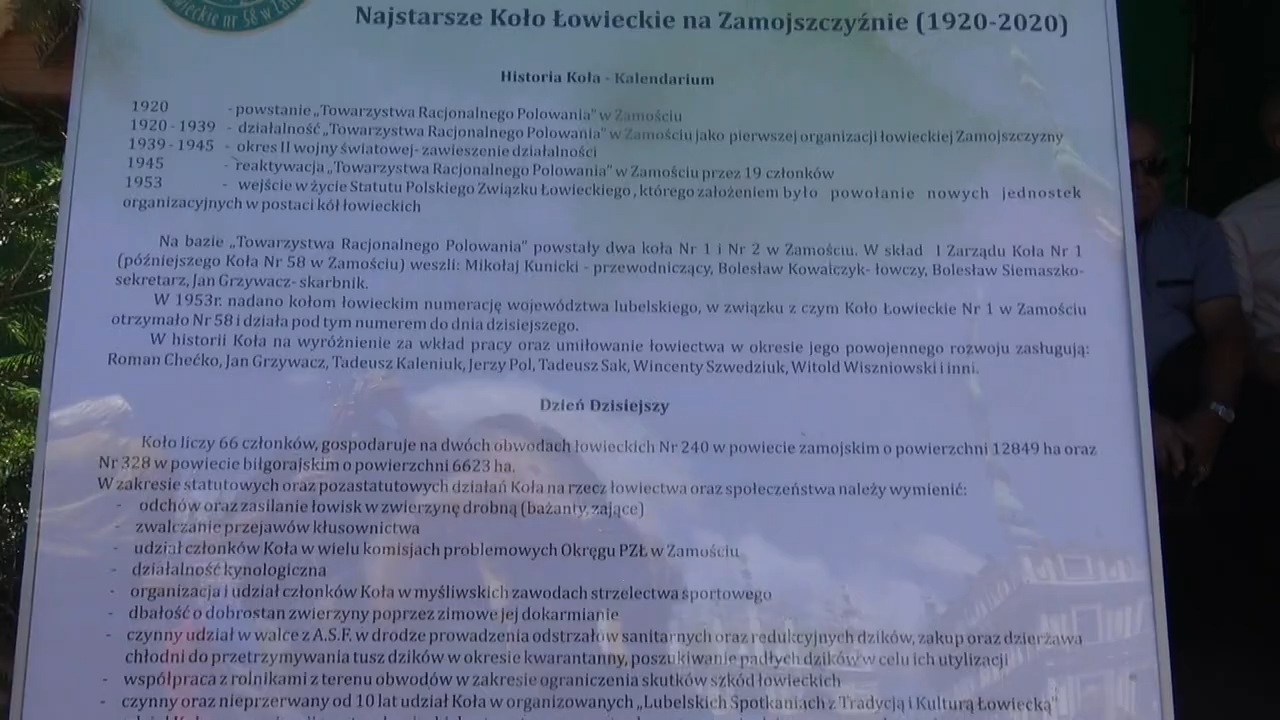 wieckie nr 58 w Zam
Najstarsze Koło Łowieckie na Zamojszczyźnie (1920-2020)
Historia Koła - Kalendarium
1920 - powstanie „Towarzystwa Racjonalnego Polowania" w Zamościu
1920 - 1939 - działalność „Towarzystwa Racjonalnego Polowania" w Zamościu jako pierwszej organizacji łowieckiej Zamojszczyzny
1939 - 1945 - okres II wojny światowej- zawieszenie działalności
1945 - reaktywacja „Towarzystwa Racjonalnego Polowania" w Zamościu przez 19 członków
1953 - wejście w życie Statutu Polskiego Związku Łowieckiego , którego założeniem było powołanie nowych jednostek
organizacyjnych w postaci kół łowieckich
Na bazie „Towarzystwa Racjonalnego Polowania" powstały dwa koła Nr 1 i Nr 2 w Zamościu. W skład I Zarządu Koła Nr 1
(późniejszego Koła Nr 58 w Zamościu) weszli: Mikołaj Kunicki - przewodniczący, Bolesław Kowalczyk- łowczy, Bolesław Siemaszko-
sekretarz, Jan Grzywacz- skarbnik.
W 1953r. nadano kołom łowieckim numerację województwa lubelskiego, w związku z czym Koło Łowieckie Nr 1 w Zamościu
otrzymało Nr 58 i działa pod tym numerem do dnia dzisiejszego.
W historii Koła na wyróżnienie za wkład pracy oraz umiłowanie łowiectwa w okresie jego powojennego rozwoju zasługują:
Roman Chećko, Jan Grzywacz, Tadeusz Kaleniuk, Jerzy Pol, Tadeusz Sak, Wincenty Szwedziuk, Witold Wiszniowski i inni.
Dzień Dzisiejszy
Koło liczy 66 członków, gospodaruje na dwóch obwodach łowieckich Nr 240 w powiecie zamojskim o powierzchni 12849 ha oraz
Nr 328 w powiecie biłgorajskim o powierzchni 6623 ha.
W zakresie statutowych oraz pozastatutowych działań Koła na rzecz łowiectwa oraz społeczeństwa należy wymienić:
- odchów oraz zasilanie łowisk w zwierzynę drobną (bażanty, zające)
- zwalczanie przejawów kłusownictwa
- udział członków Koła w wielu komisjach problemowych Okręgu PZŁ w Zamościu
- działalność kynologiczna
- organizacja i udział członków Koła w myśliwskich zawodach strzelectwa sportowego
- dbałość o dobrostan zwierzyny poprzez zimowe jej dokarmianie
- czynny udział w walce z A.S.F. w drodze prowadzenia odstrzałów sanitarnych oraz redukcyjnych dzików, zakup oraz dzierżawa
chłodni do przetrzymywania tusz dzików w okresie kwarantanny, poszukiwanie padłych dzików w celu ich utylizacji
- współpraca z rolnikami z terenu obwodów w zakresie ograniczenia skutków szkód łowieckich
- czynny oraz nieprzerwany od 10 lat udział Koła w organizowanych „Lubelskich Spotkaniach z Tradycją i Kulturą Łowiecką"